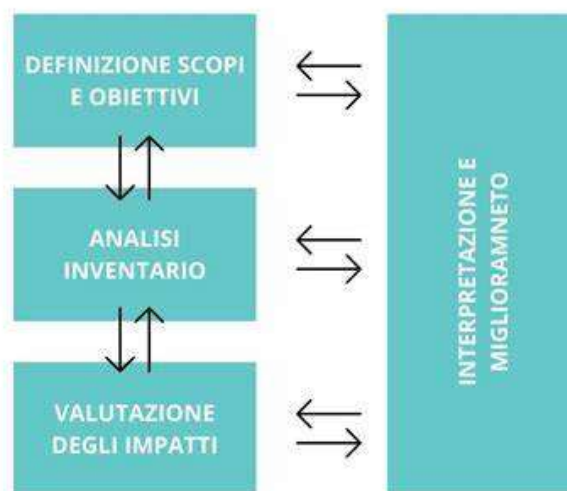 DEFINIZIONE SCOPI
E OBIETTIVI
ANALISI
INVENTARIO
VALUTAZIONE
DEGLI IMPATTI
INTERPRETAZIONE E
MIGLIORAMNETO